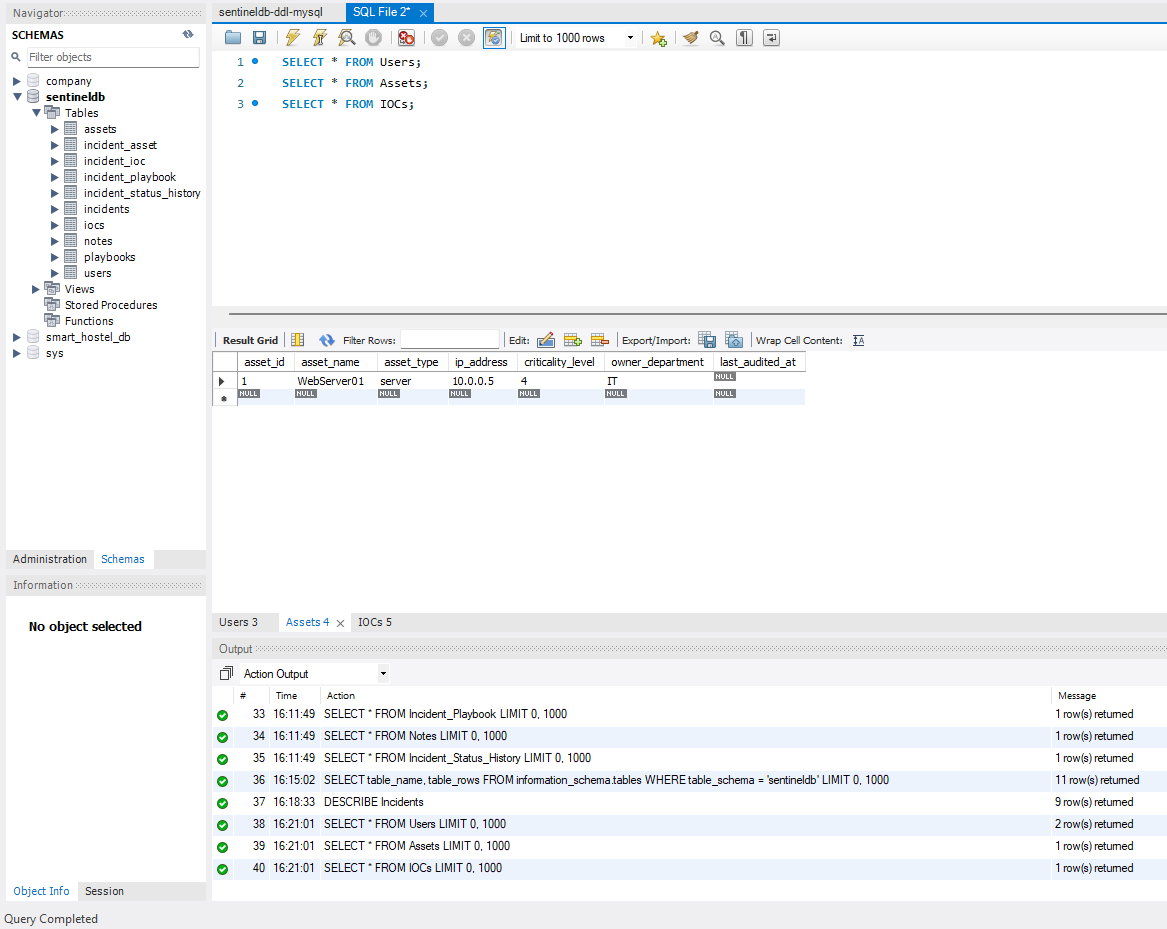 Navigator
SCHEMAS
Filter objects
company
sentineldb
Tables
assets
incident_asset
incident_ioc
incident_playbook
incident_status_history
incidents
iocs
notes
playbooks
users
Views
Stored Procedures
Functions
smart_hostel_db
sys
Administration Schemas
Information
No object selected
Object Info Session
Query Completed
sentineldb-ddl-mysql SQL File 2*
Limit to 1000 rows
1 SELECT * FROM Users;
2 SELECT * FROM Assets;
3 SELECT * FROM IOCs;
Result Grid Filter Rows: Edit: Export/Import: Wrap Cell Content:
asset_id asset_name asset_type ip_address criticality_level owner_department last_audited_at
1 WebServer01 server 10.0.0.5 4 IT NULL
NULL NULL NULL NULL NULL NULL NULL
Users 3 Assets 4 IOCs 5
Output
Action Output
# Time Action Message
33 16:11:49 SELECT * FROM Incident_Playbook LIMIT 0, 1000 1 row(s) returned
34 16:11:49 SELECT * FROM Notes LIMIT 0, 1000 1 row(s) returned
35 16:11:49 SELECT * FROM Incident_Status_History LIMIT 0, 1000 1 row(s) returned
36 16:15:02 SELECT table_name, table_rows FROM information_schema.tables WHERE table_schema = 'sentineldb' LIMIT 0, 1000 11 row(s) returned
37 16:18:33 DESCRIBE Incidents 9 row(s) returned
38 16:21:01 SELECT * FROM Users LIMIT 0, 1000 2 row(s) returned
39 16:21:01 SELECT * FROM Assets LIMIT 0, 1000 1 row(s) returned
40 16:21:01 SELECT * FROM IOCs LIMIT 0, 1000 1 row(s) returned